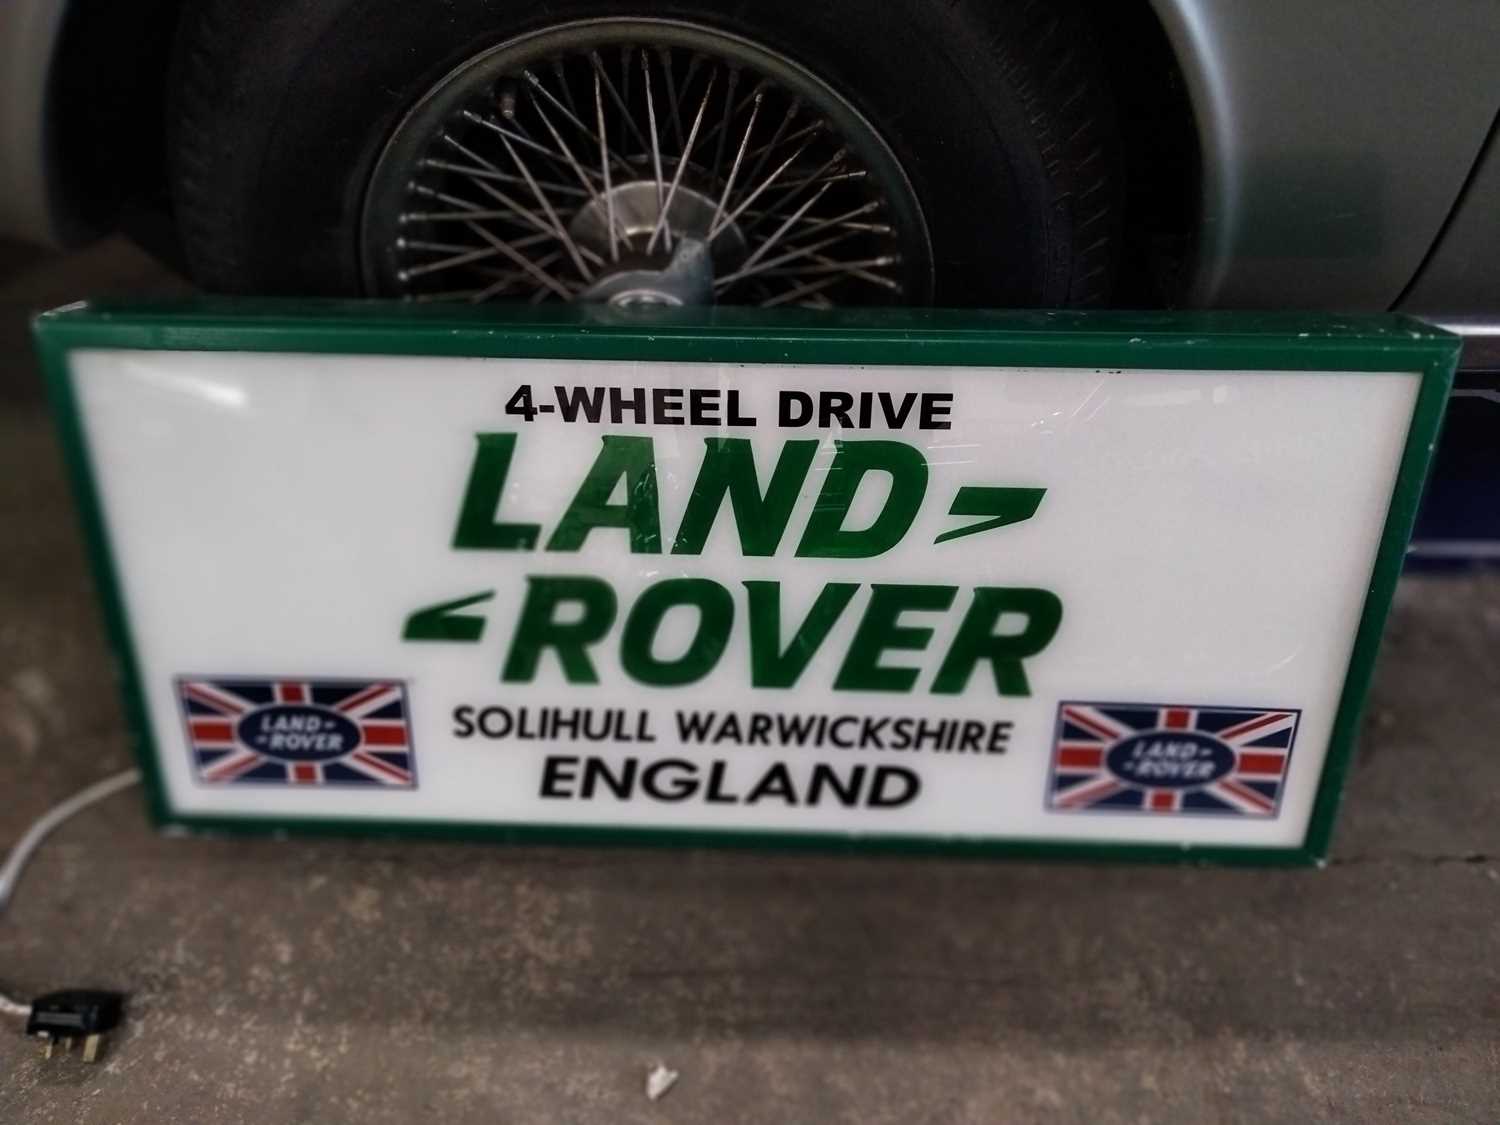 4-WHEEL DRIVE
LAND-
-ROVER
SOLIHULL WARWICKSHIRE
ENGLAND
LAND-
-ROVER
LAND-
-ROVER